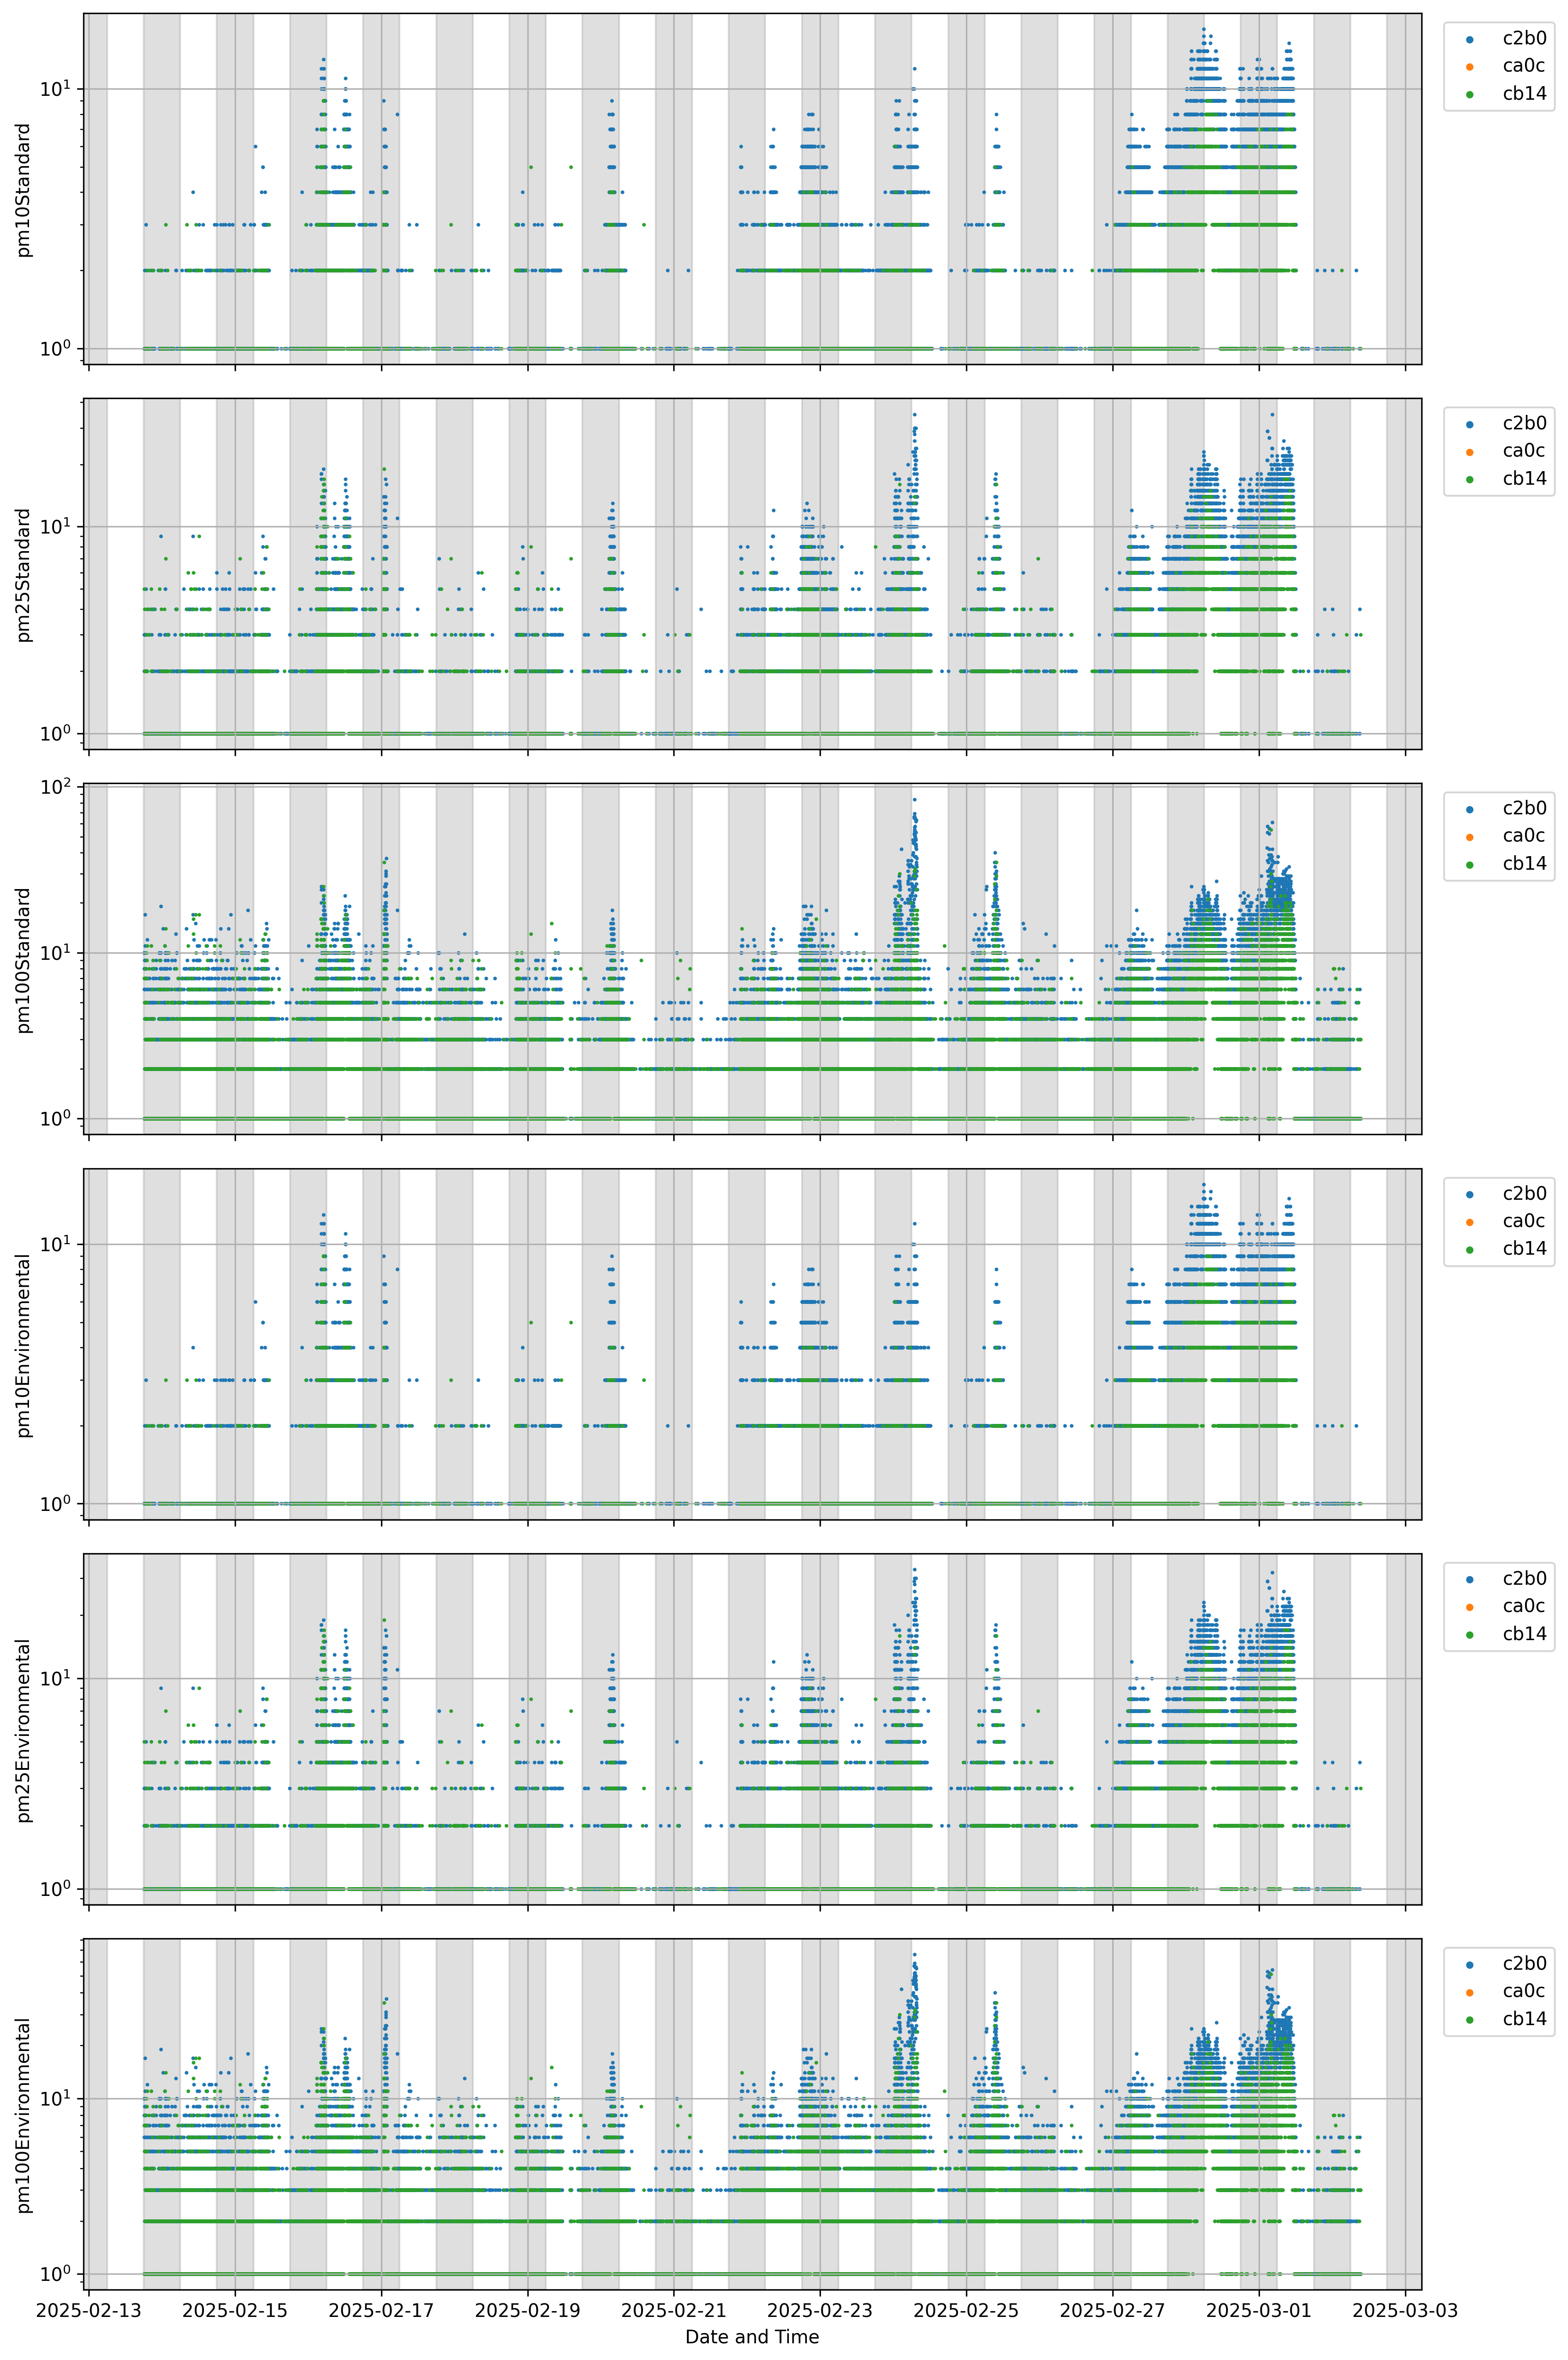 pm10Standard
10¹
10⁰
c2b0
ca0c
cb14
pm25Standard
10¹
10⁰
c2b0
ca0c
cb14
pm100Standard
10²
10¹
10⁰
c2b0
ca0c
cb14
pm10Environmental
10¹
10⁰
c2b0
ca0c
cb14
pm25Environmental
10¹
10⁰
c2b0
ca0c
cb14
pm100Environmental
10¹
10⁰
c2b0
ca0c
cb14
2025-02-13 2025-02-15 2025-02-17 2025-02-19 2025-02-21 2025-02-23 2025-02-25 2025-02-27 2025-03-01 2025-03-03
Date and Time